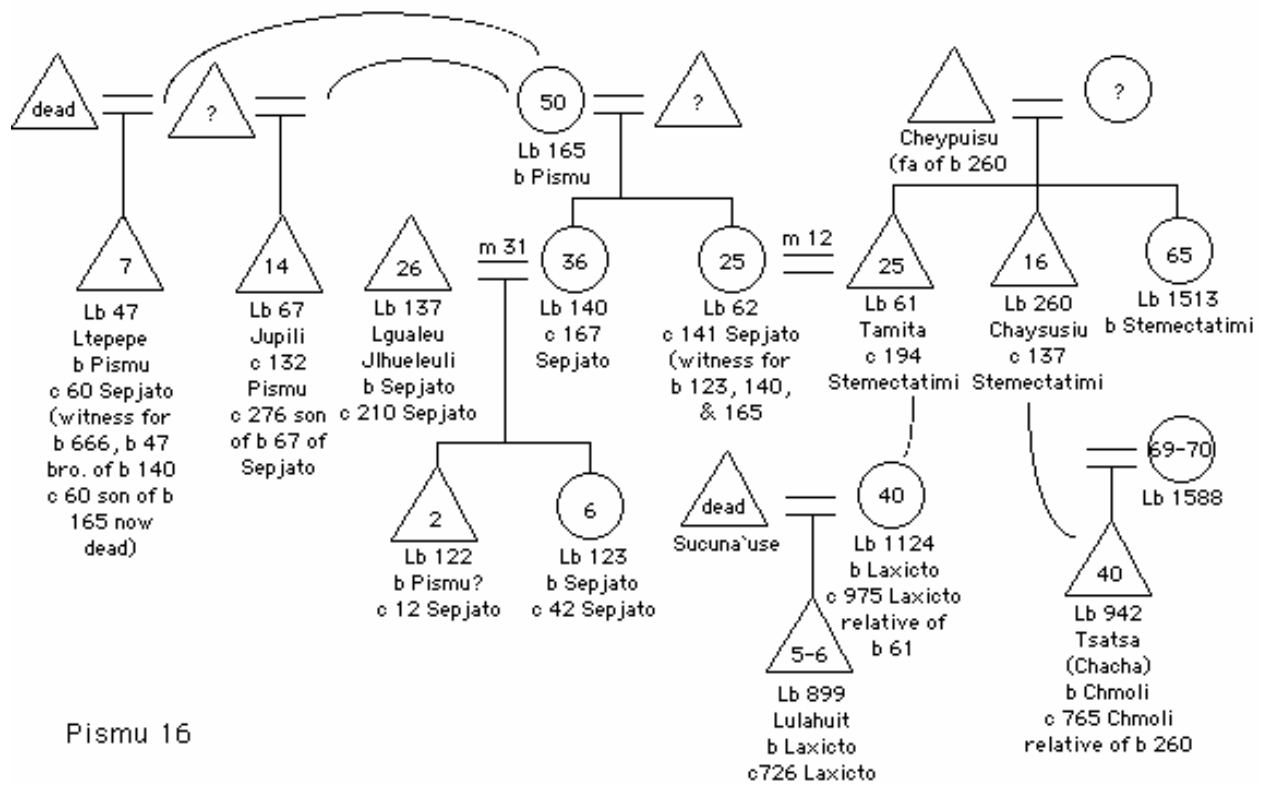 dead
?
50
?
?
Lb 165
b Pismu
Cheypuisu
(fa of b 260
7
14
m 31
26
36
25
m 12
25
16
65
Lb 47
Ltepepe
b Pismu
c 60 Sepjato
(witness for
b 666, b 47
bro. of b 140
c 60 son of b
165 now
dead)
Lb 67
Jupili
c 132
Pismu
c 276 son
of b 67 of
Sepjato
Lb 137
Lgualeu
Jlhueleuli
b Sepjato
c 210 Sepjato
Lb 140
c 167
Sepjato
Lb 62
c 141 Sepjato
(witness for
b 123, 140,
& 165
Lb 61
Tamita
c 194
Stemectatimi
Lb 260
Chaysusiu
c 137
Stemectatimi
Lb 1513
b Stemectatimi
2
6
dead
40
69-70
Lb 122
b Pismu?
c 12 Sepjato
Lb 123
b Sepjato
c 42 Sepjato
Sucuna`use
Lb 1124
b Laxicto
c 975 Laxicto
relative of
b 61
Lb 1588
5-6
40
Lb 899
Lulahuit
b Laxicto
c726 Laxicto
Lb 942
Tsatsa
(Chacha)
b Chmoli
c 765 Chmoli
relative of b 260
Pismu 16